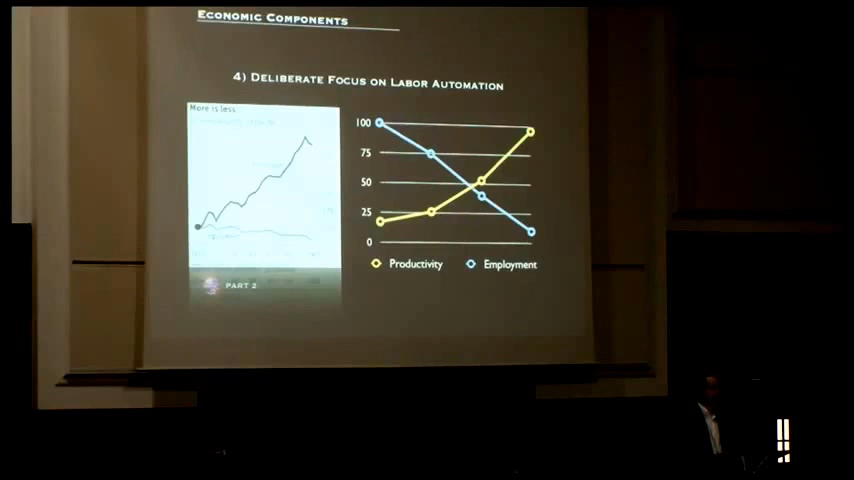 ECONOMIC COMPONENTS
4) DELIBERATE FOCUS ON LABOR AUTOMATION
More is less
100
75
50
25
0
Productivity
Employment
PART 2